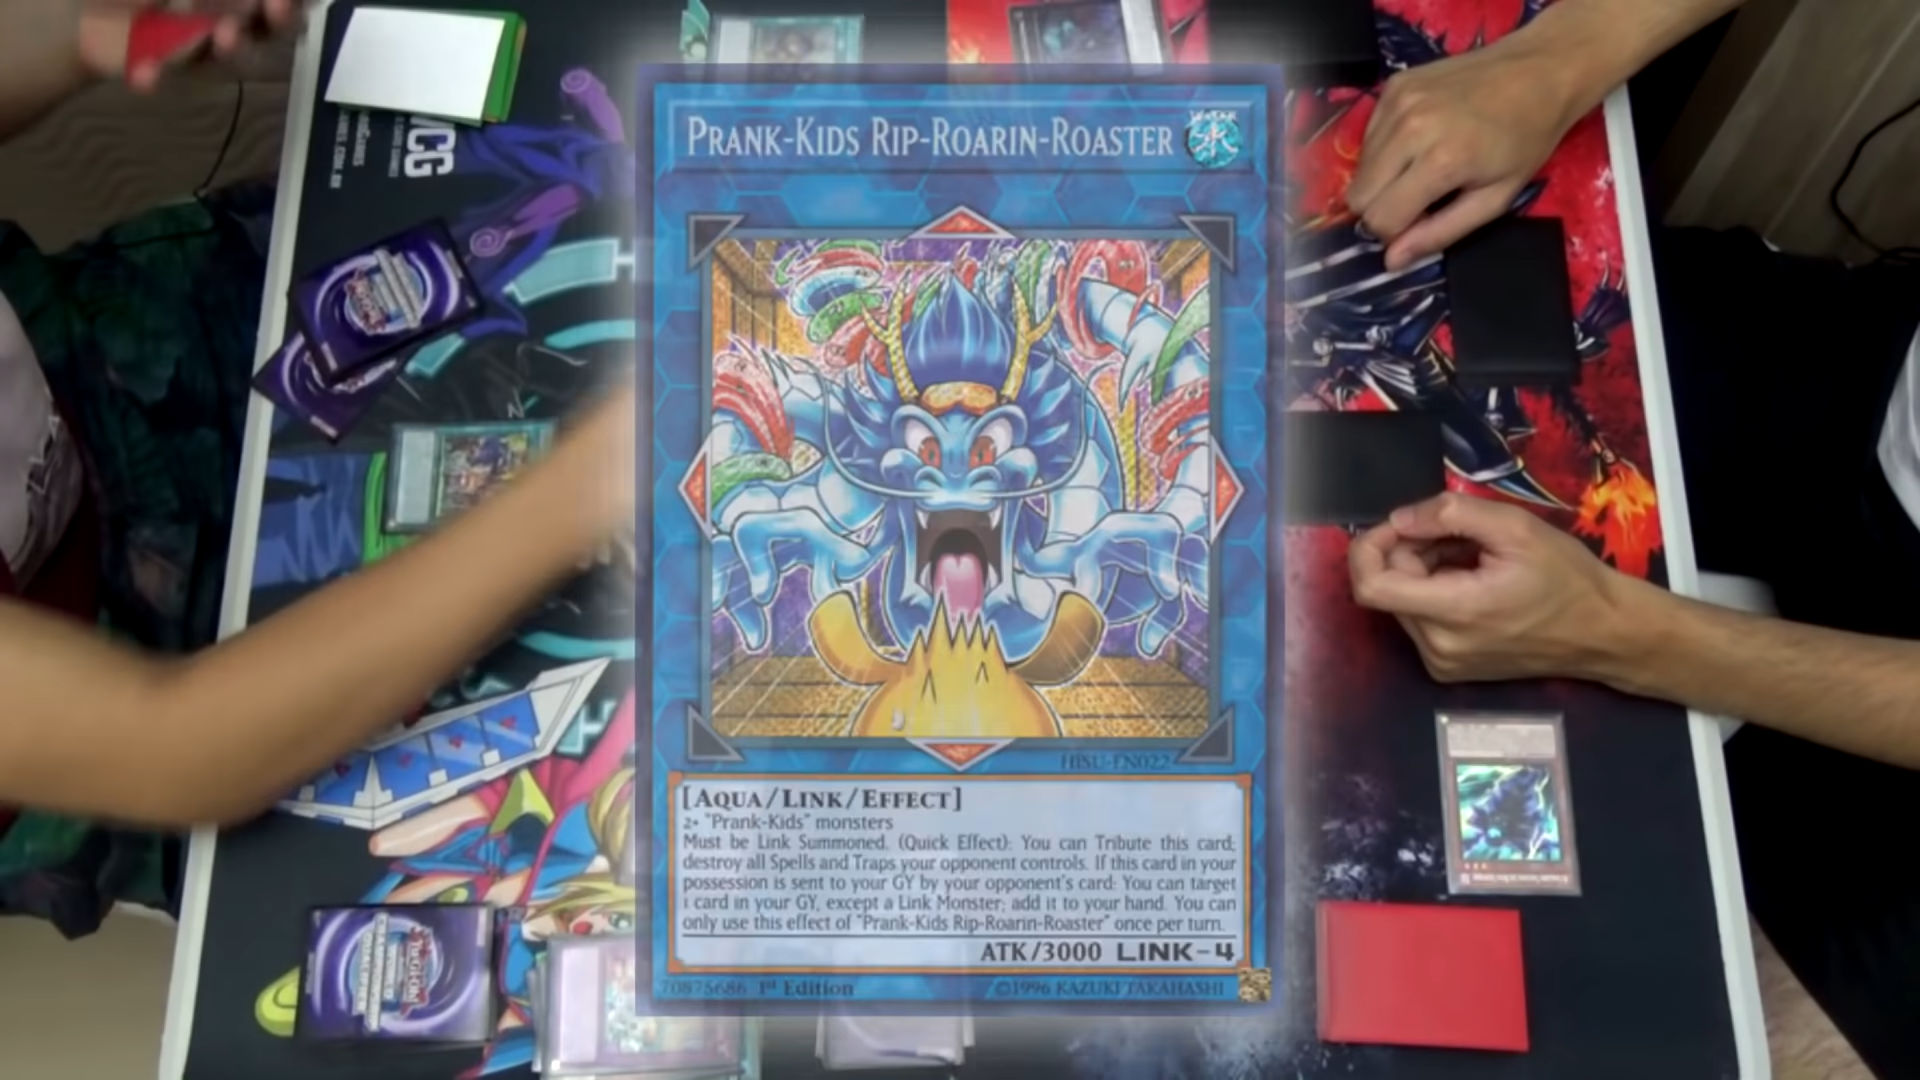 PRANK-KIDS RIP-ROARIN-ROASTER
HISU-EN022
[AQUA/LINK/EFFECT]
2+ "Prank-Kids" monsters
Must be Link Summoned. (Quick Effect): You can Tribute this card;
destroy all Spells and Traps your opponent controls. If this card in your
possession is sent to your GY by your opponent's card: You can target
1 card in your GY, except a Link Monster; add it to your hand. You can
only use this effect of "Prank-Kids Rip-Roarin-Roaster" once per turn.
ATK/3000 LINK-4
70875686 1st Edition ©1996 KAZUKI TAKAHASHI